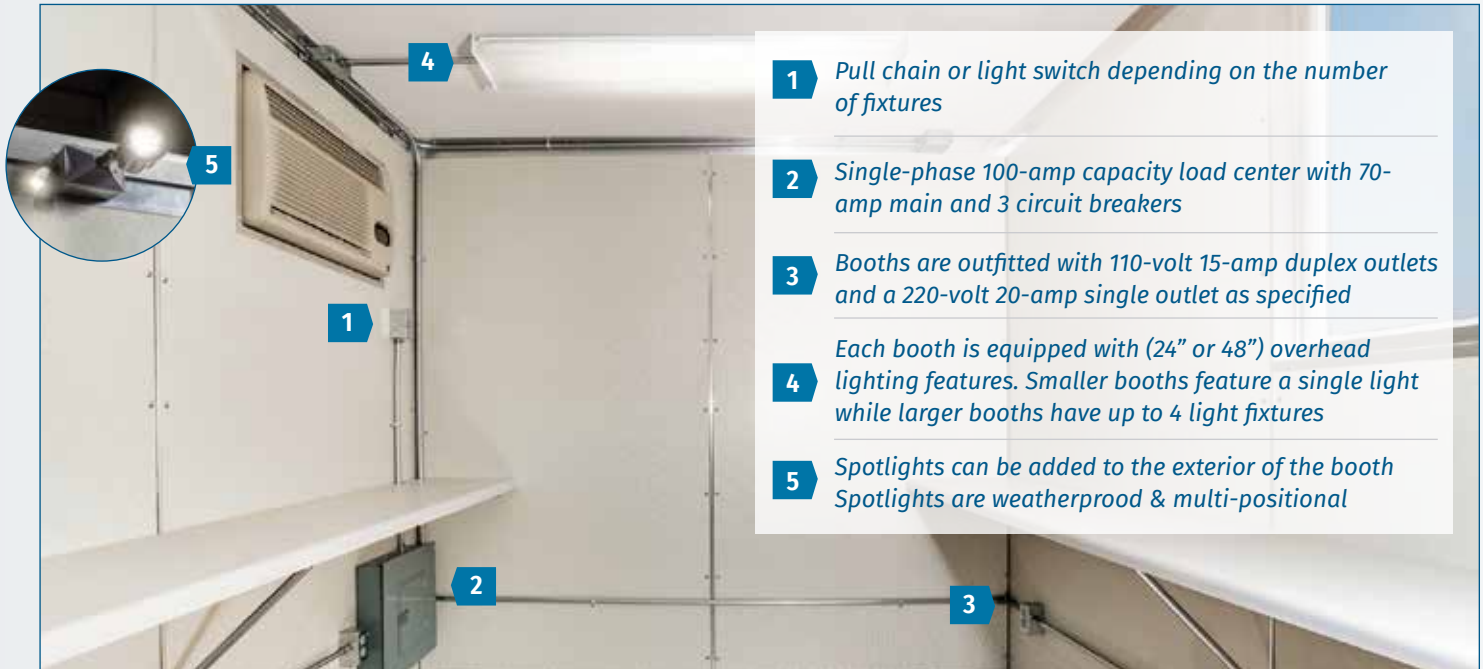 4
5
1
2
3
1 Pull chain or light switch depending on the number
of fixtures
2 Single-phase 100-amp capacity load center with 70-
amp main and 3 circuit breakers
3 Booths are outfitted with 110-volt 15-amp duplex outlets
and a 220-volt 20-amp single outlet as specified
4 Each booth is equipped with (24” or 48”) overhead
lighting features. Smaller booths feature a single light
while larger booths have up to 4 light fixtures
5 Spotlights can be added to the exterior of the booth
Spotlights are weatherprood & multi-positional